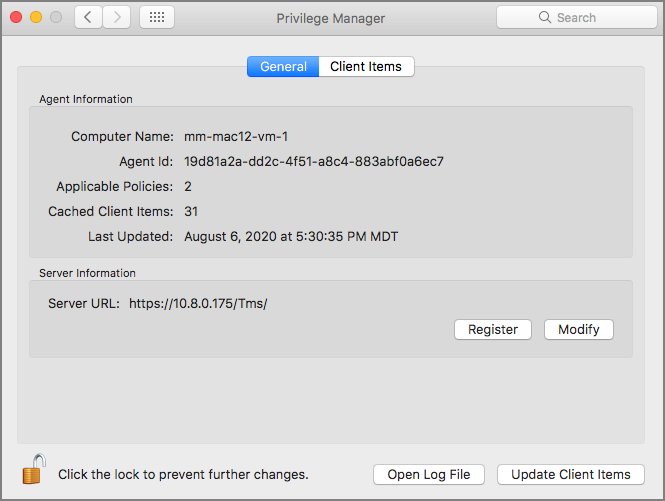 Privilege Manager
Search
General
Client Items
Agent Information
Computer Name: mm-mac12-vm-1
Agent Id: 19d81a2a-dd2c-4f51-a8c4-883abf0a6ec7
Applicable Policies: 2
Cached Client Items: 31
Last Updated: August 6, 2020 at 5:30:35 PM MDT
Server Information
Server URL: https://10.8.0.175/Tms/
Register
Modify
Click the lock to prevent further changes.
Open Log File
Update Client Items